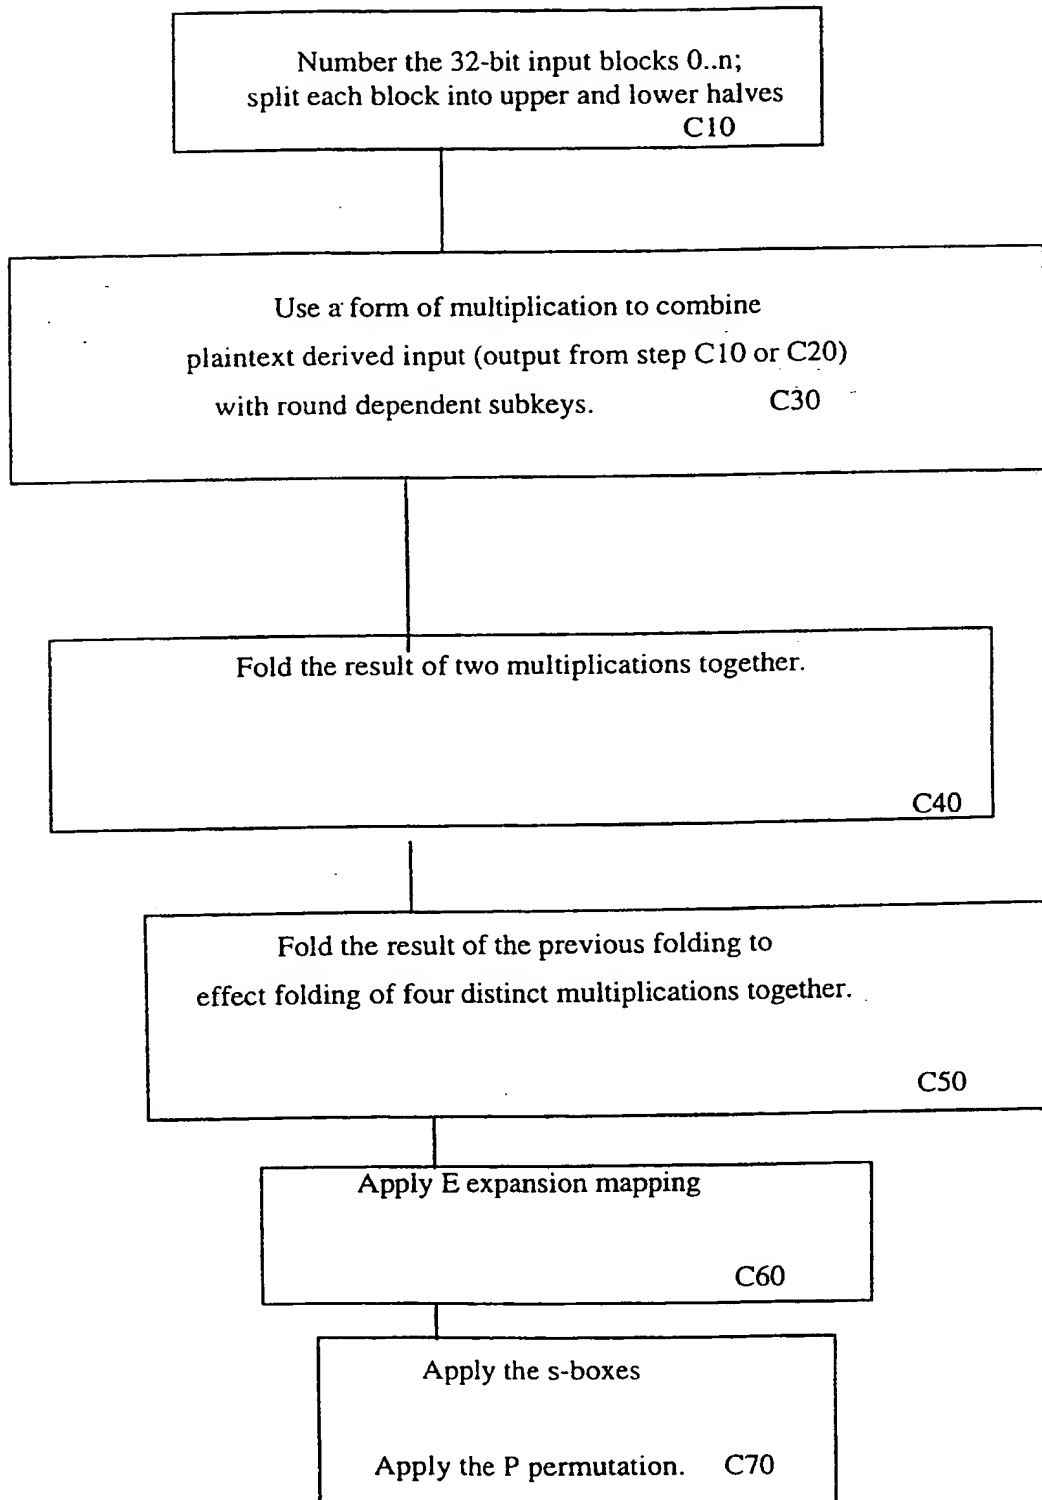 Number the 32-bit input blocks 0..n;
split each block into upper and lower halves
C10
Use a form of multiplication to combine
plaintext derived input (output from step C10 or C20)
with round dependent subkeys. C30
Fold the result of two multiplications together.
C40
Fold the result of the previous folding to
effect folding of four distinct multiplications together.
C50
Apply E expansion mapping
C60
Apply the s-boxes
Apply the P permutation. C70